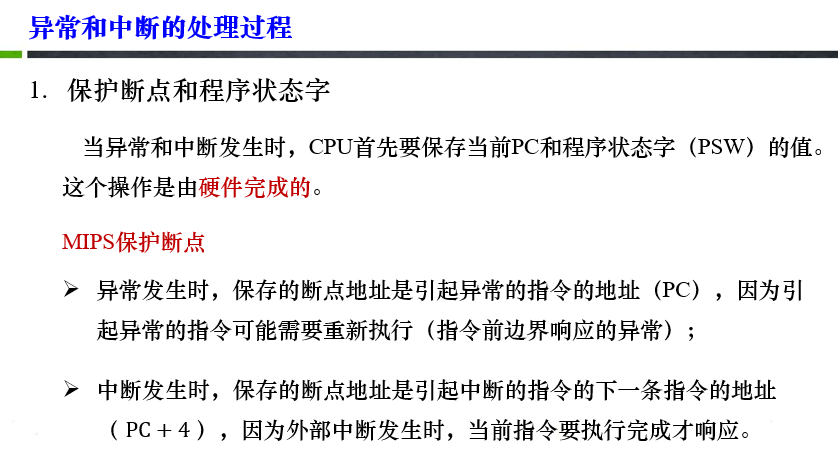 异常和中断的处理过程
1. 保护断点和程序状态字
当异常和中断发生时，CPU首先要保存当前PC和程序状态字（PSW）的值。
这个操作是由硬件完成的。
MIPS保护断点
➢ 异常发生时，保存的断点地址是引起异常的指令的地址（PC），因为引
起异常的指令可能需要重新执行（指令前边界响应的异常）；
➢ 中断发生时，保存的断点地址是引起中断的指令的下一条指令的地址
（ PC + 4 ），因为外部中断发生时，当前指令要执行完成才响应。